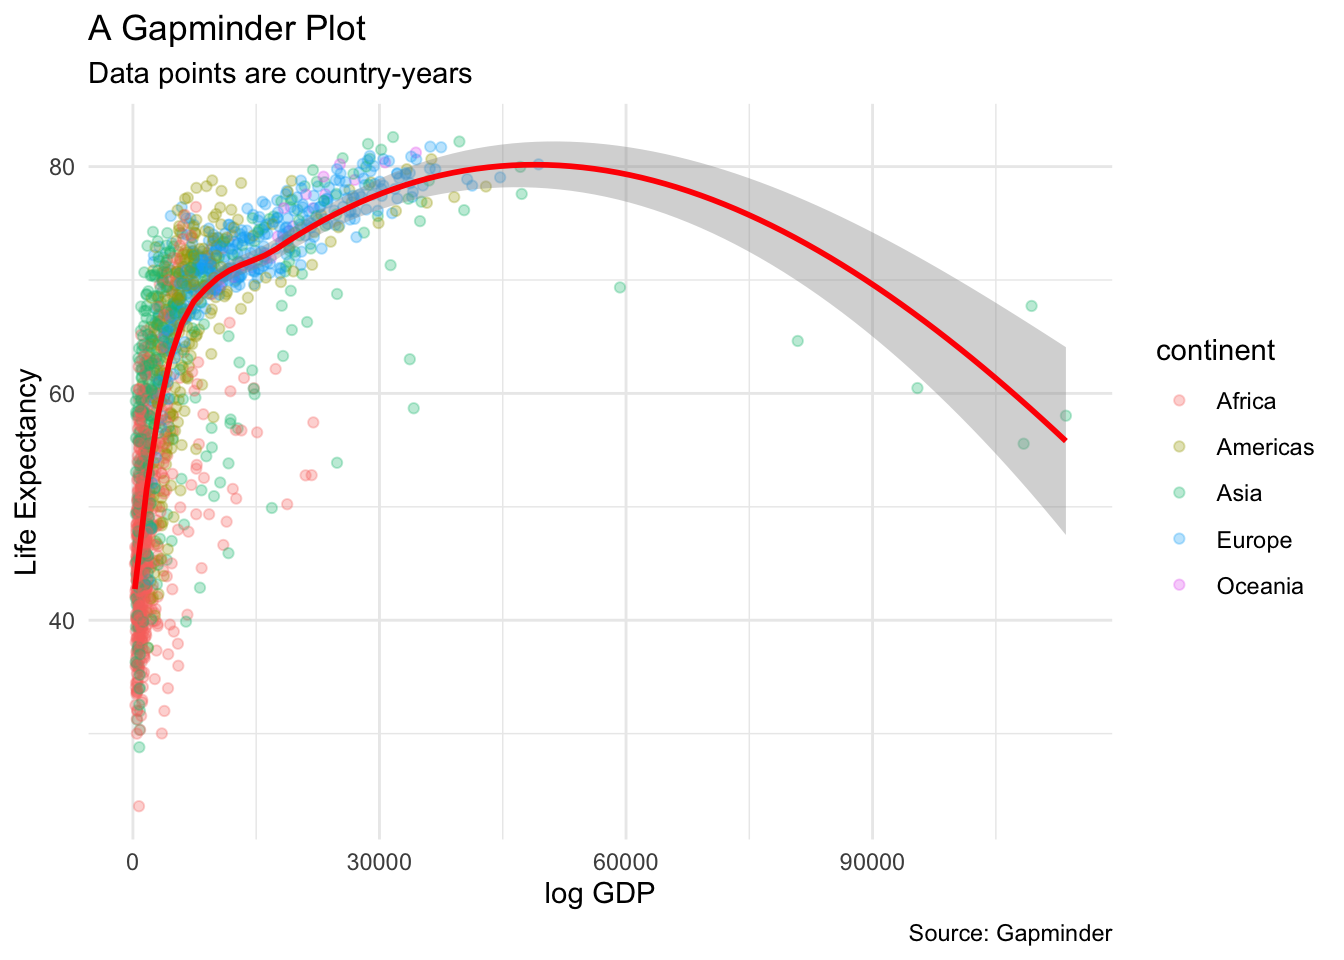 A Gapminder Plot
Data points are country-years
Life Expectancy
80
60
40
0 30000 60000 90000
log GDP
continent
Africa
Americas
Asia
Europe
Oceania
Source: Gapminder